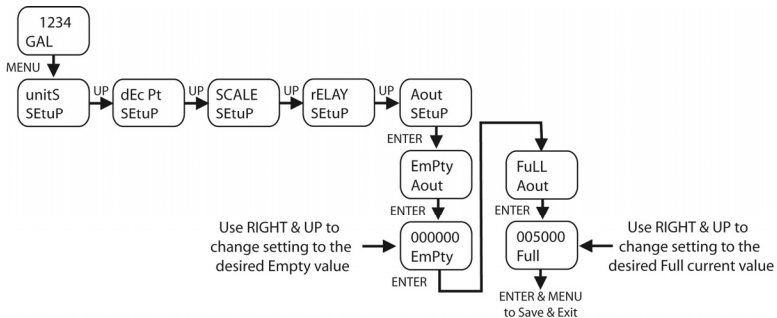 1234
GAL
MENU
unitS
SEtuP
UP
dEc Pt
SEtuP
UP
SCALE
SEtuP
UP
rELAY
SEtuP
UP
Aout
SEtuP
ENTER
EmPty
Aout
ENTER
Use RIGHT & UP to
change setting to the
desired Empty value
000000
EmPty
ENTER
FuLL
Aout
ENTER
005000
Full
Use RIGHT & UP to
change setting to the
desired Full current value
ENTER & MENU
to Save & Exit